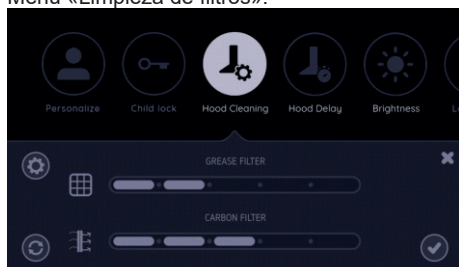 Menú «Limpieza de filtros».
Personalize
Child lock
Hood Cleaning
Hood Delay
Brightness
GREASE FILTER
CARBON FILTER